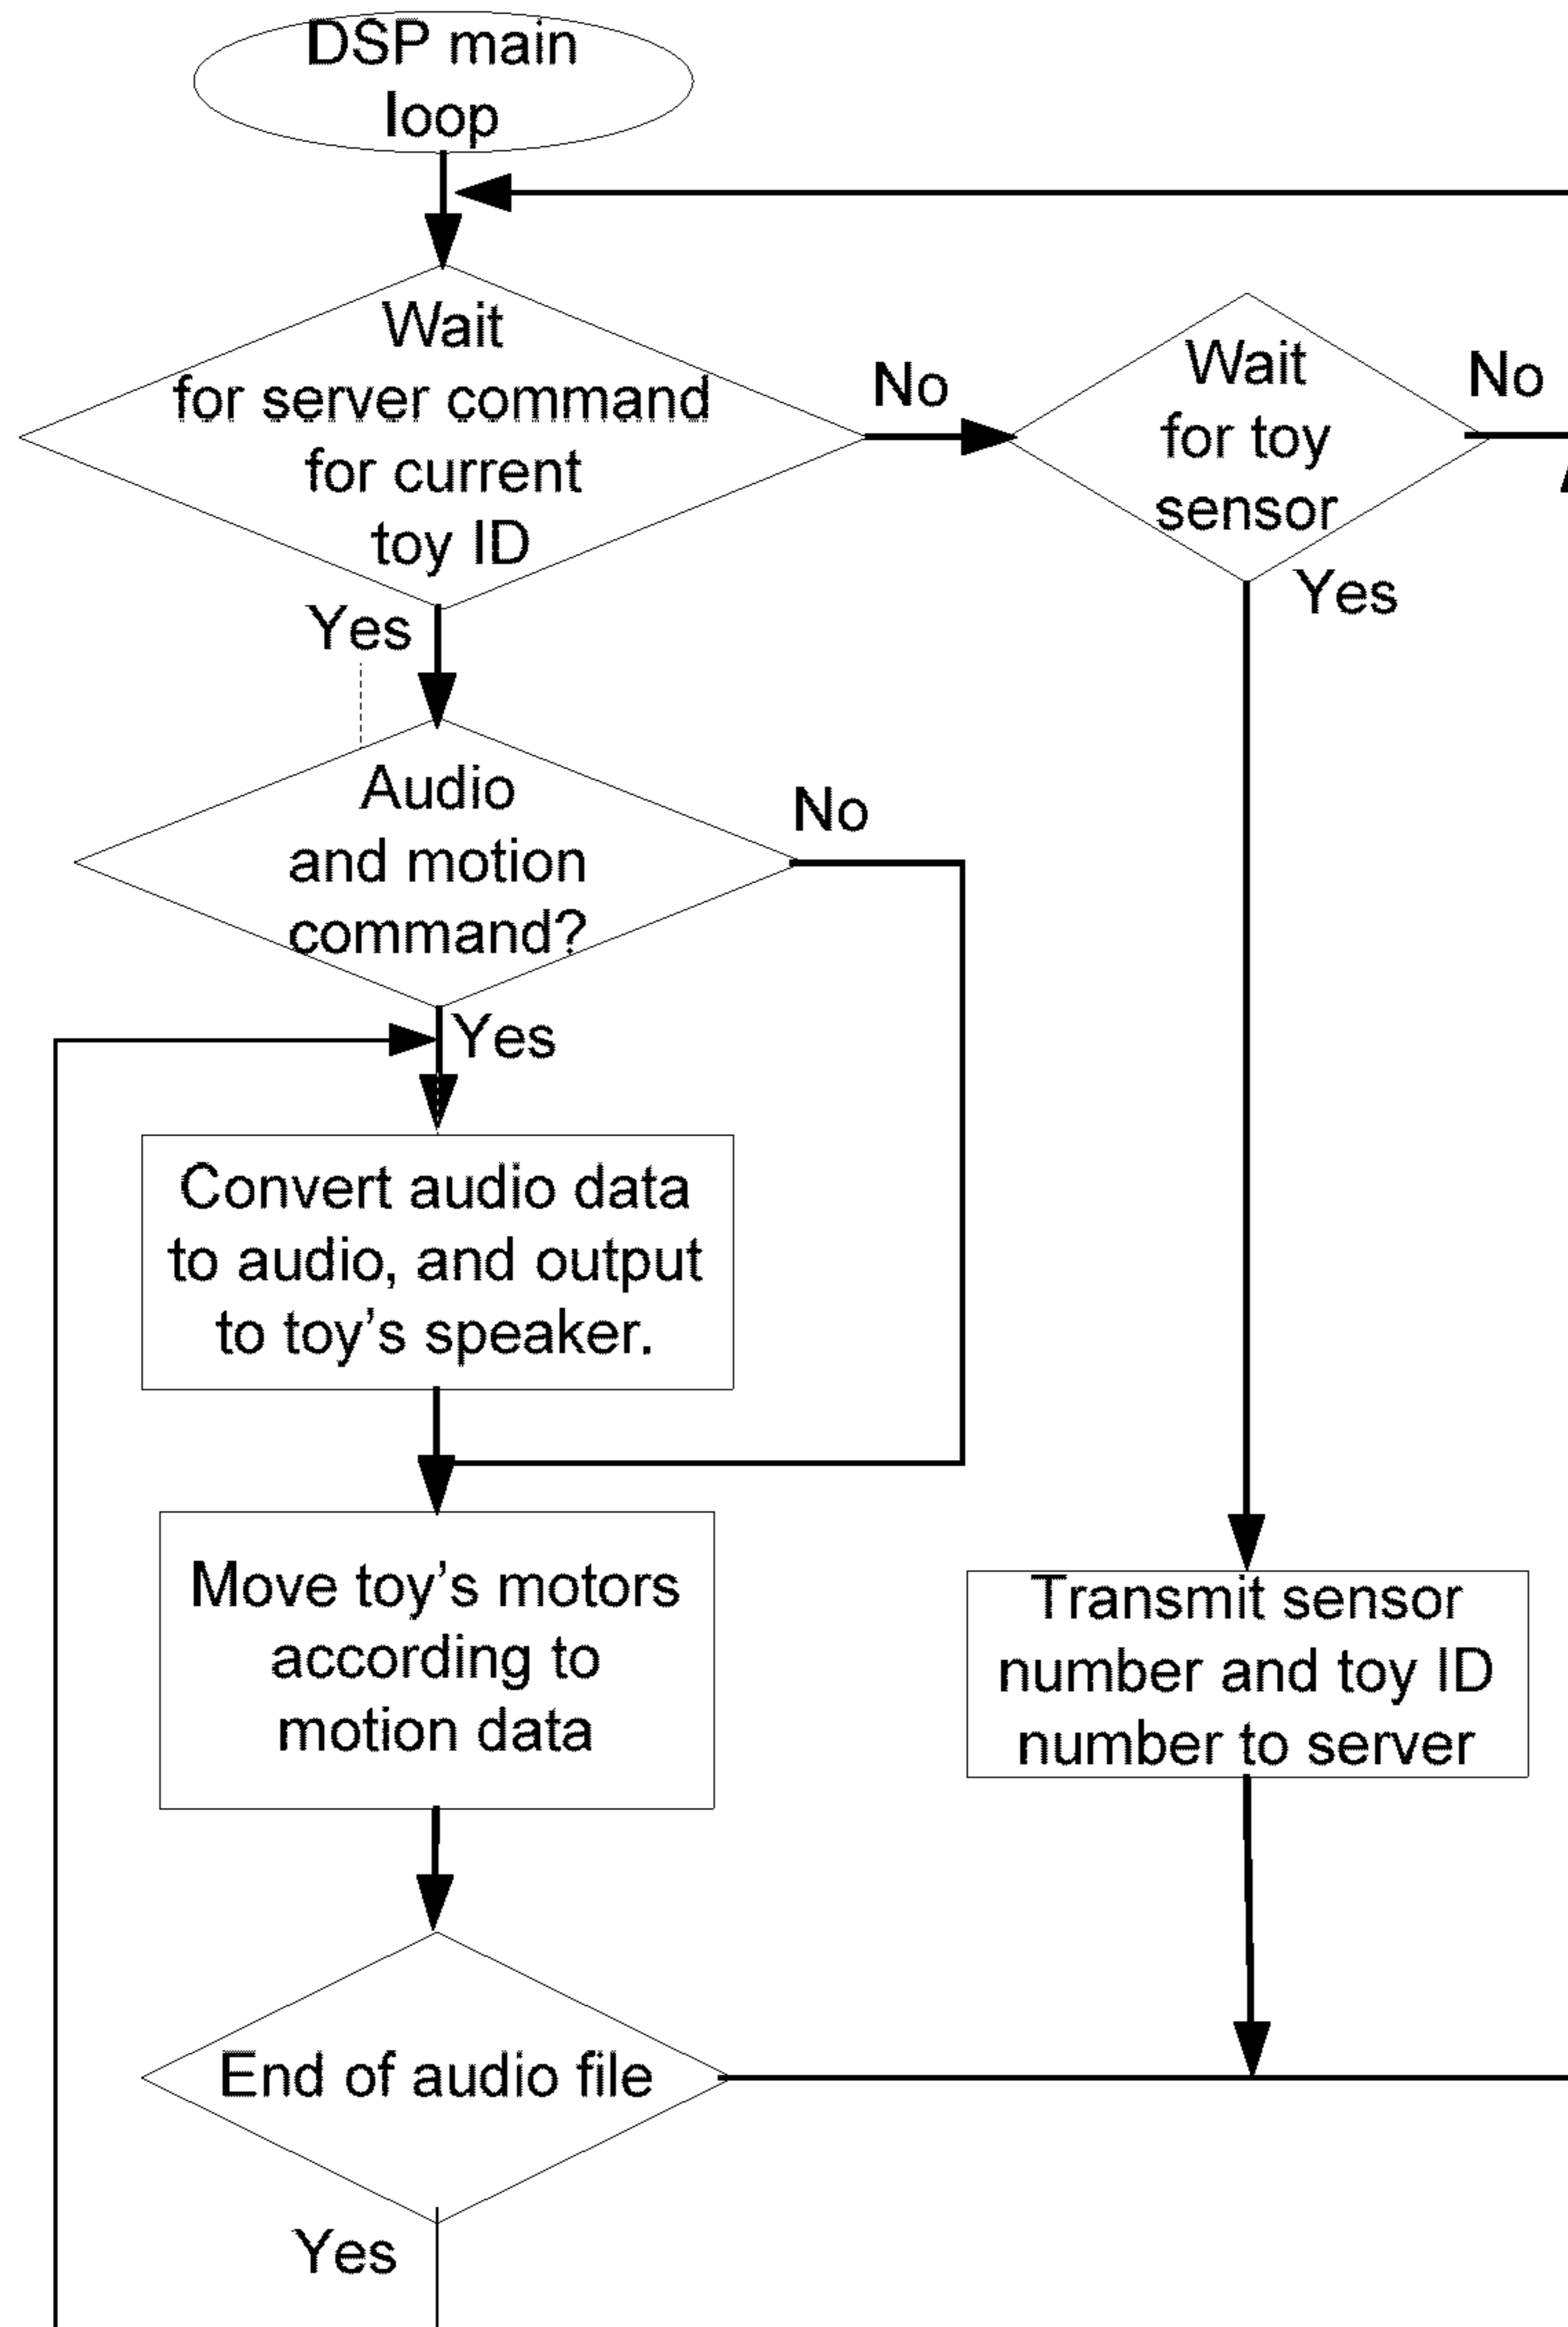 DSP main
loop
Wait
for server command
for current
toy ID
No
Wait
for toy
sensor
No
Yes
Yes
Audio
and motion
command?
No
Yes
Convert audio data
to audio, and output
to toy’s speaker.
Move toy’s motors
according to
motion data
Transmit sensor
number and toy ID
number to server
End of audio file
Yes